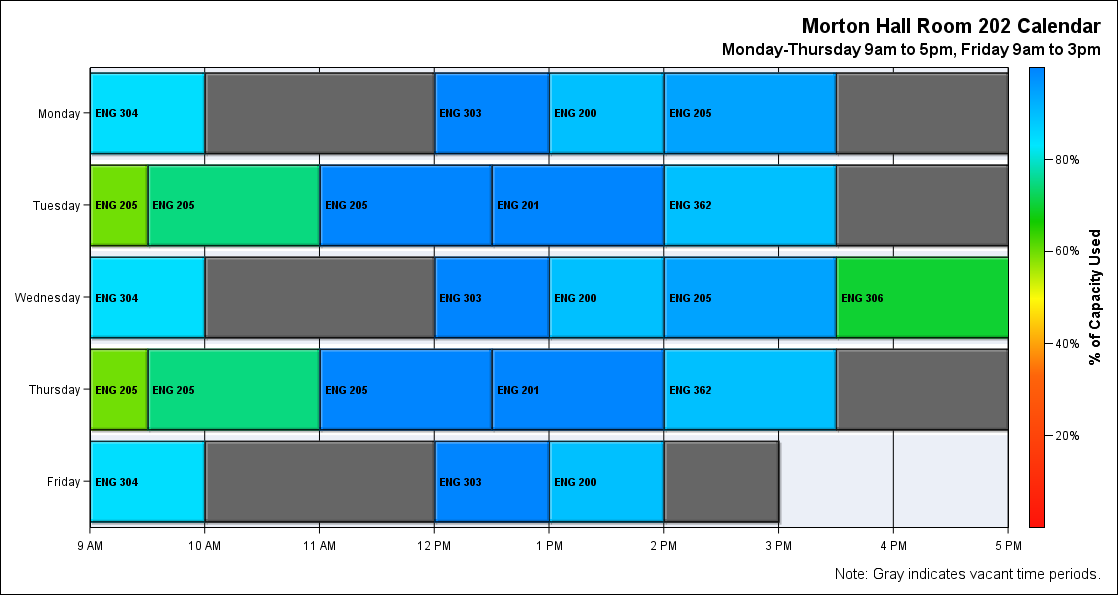 Morton Hall Room 202 Calendar
Monday-Thursday 9am to 5pm, Friday 9am to 3pm
Monday ENG 304 ENG 303 ENG 200 ENG 205
Tuesday ENG 205 ENG 205 ENG 205 ENG 201 ENG 362
Wednesday ENG 304 ENG 303 ENG 200 ENG 205 ENG 306
Thursday ENG 205 ENG 205 ENG 205 ENG 201 ENG 362
Friday ENG 304 ENG 303 ENG 200
9 AM 10 AM 11 AM 12 PM 1 PM 2 PM 3 PM 4 PM 5 PM
80%
60%
40%
20%
% of Capacity Used
Note: Gray indicates vacant time periods.